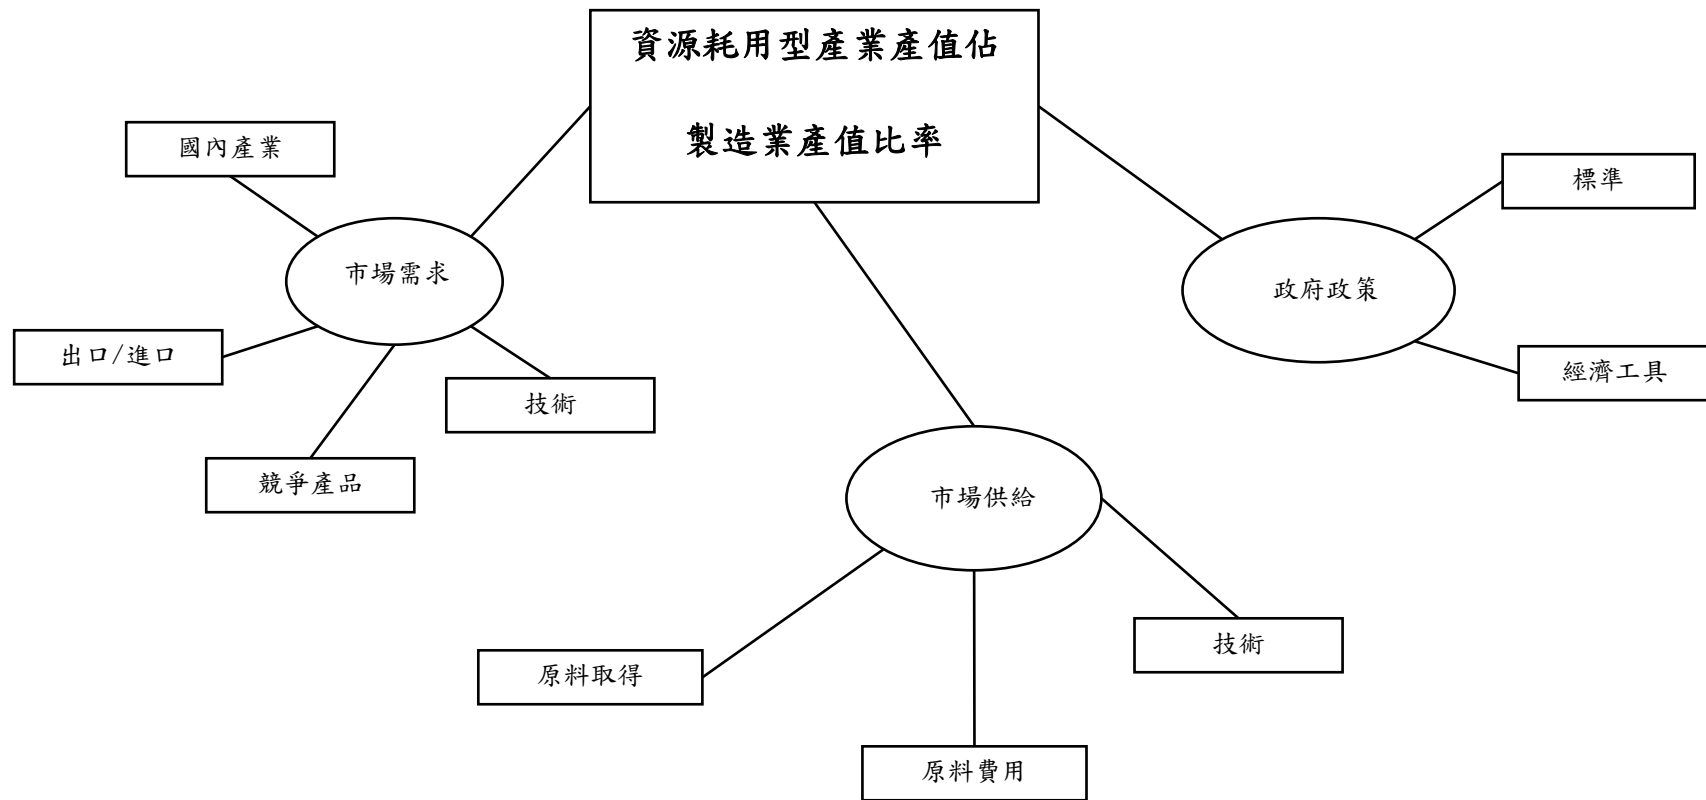 資源耗用型產業產值佔
製造業產值比率
國內產業
標準
市場需求
政府政策
出口/進口
經濟工具
技術
競爭產品
市場供給
技術
原料取得
原料費用